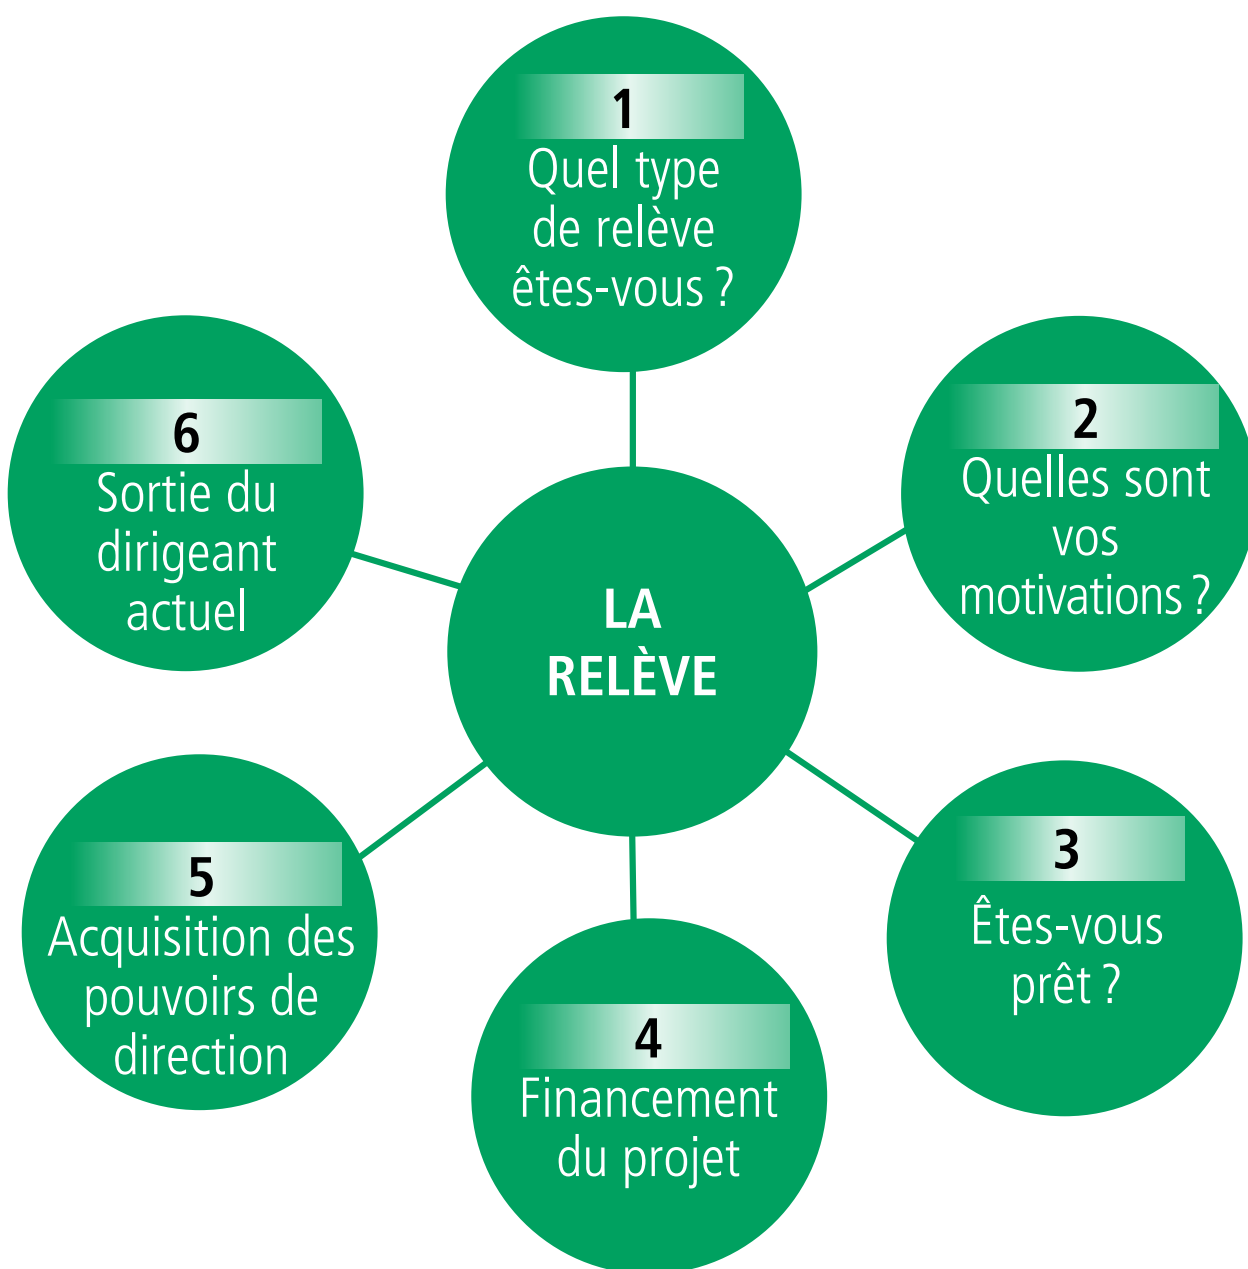 1
Quel type
de relève
êtes-vous ?
2
Quelles sont
vos
motivations ?
3
Êtes-vous
prêt ?
4
Financement
du projet
5
Acquisition des
pouvoirs de
direction
6
Sortie du
dirigeant
actuel
LA
RELÈVE